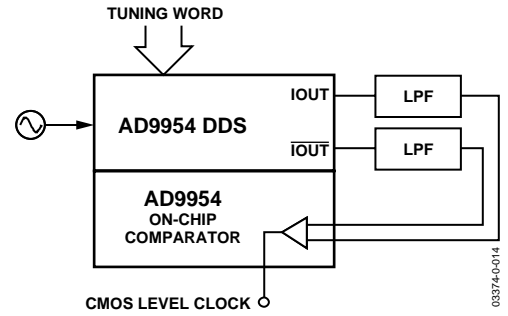 TUNING WORD
IOUT
LPF
AD9954 DDS
IOUT
LPF
AD9954
ON-CHIP
COMPARATOR
CMOS LEVEL CLOCK
03374-0-014